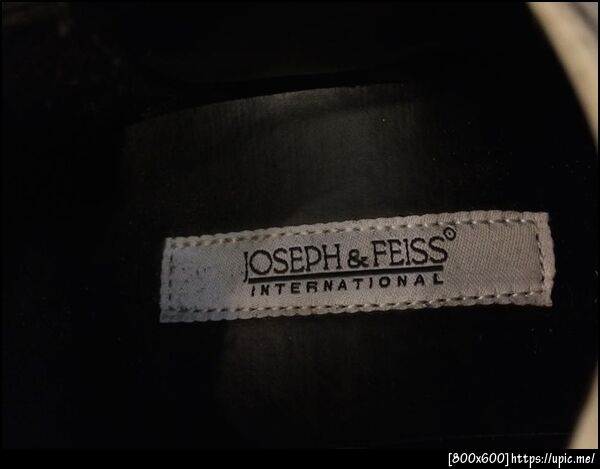 JOSEPH & FEISS®
INTERNATIONAL
[800x600]https://upic.me/